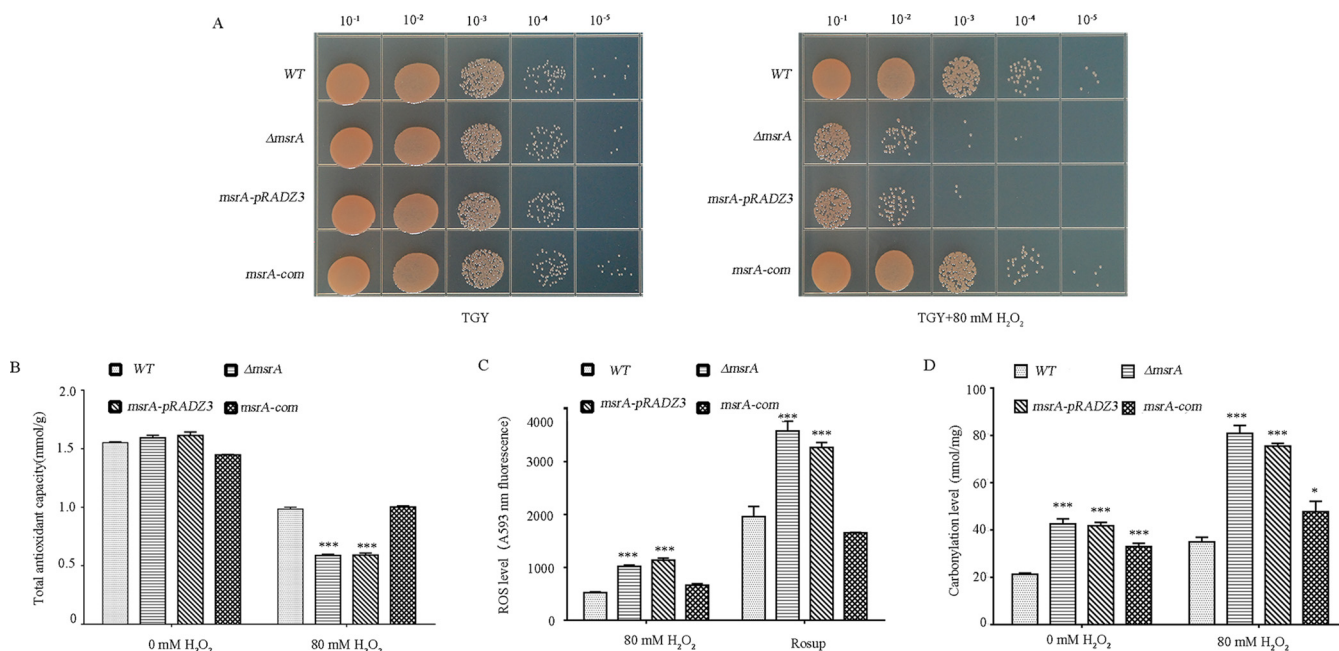 A
10⁻¹ 10⁻² 10⁻³ 10⁻⁴ 10⁻⁵
WT
ΔmsrA
msrA-pRADZ3
msrA-com
TGY
10⁻¹ 10⁻² 10⁻³ 10⁻⁴ 10⁻⁵
WT
ΔmsrA
msrA-pRADZ3
msrA-com
TGY+80 mM H₂O₂
B
WT ΔmsrA
msrA-pRADZ3 msrA-com
Total antioxidant capacity(mmol/g)
2.0
1.5
1.0
0.5
0
*** ***
0 mM H₂O₂ 80 mM H₂O₂
C
WT ΔmsrA
msrA-pRADZ3 msrA-com
ROS level (A593 nm fluorescence)
4000
3000
2000
1000
0
*** ***
*** ***
80 mM H₂O₂ Rosup
D
WT ΔmsrA
msrA-pRADZ3 msrA-com
Carbonylation level (nmol/mg)
100
80
60
40
20
0
*** *** ***
*** *** *
0 mM H₂O₂ 80 mM H₂O₂